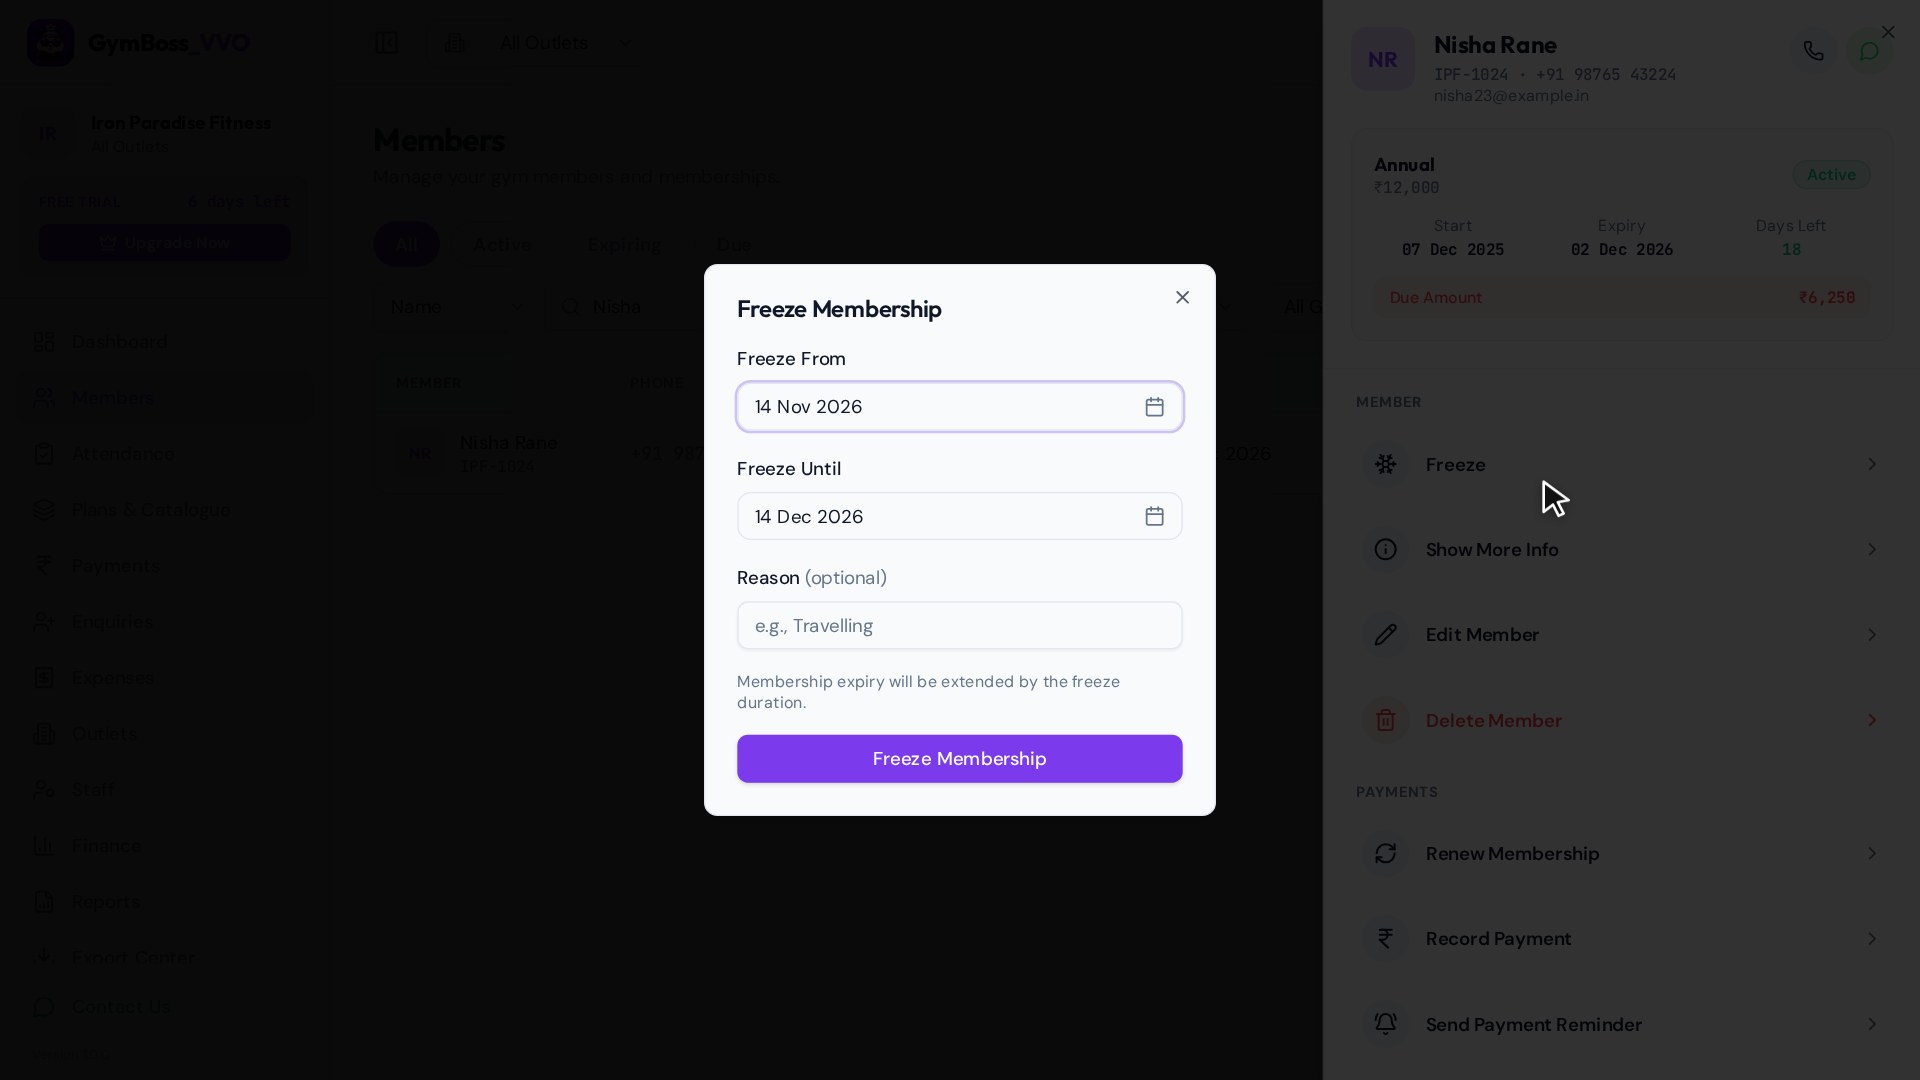 GymBoss_VVO
All Outlets
IR
Iron Paradise Fitness
All Outlets
FREE TRIAL
6 days left
Upgrade Now
Dashboard
Members
Attendance
Plans & Catalogue
Payments
Enquiries
Expenses
Outlets
Staff
Finance
Reports
Export Center
Contact Us
Members
Manage your gym members and memberships
All
Active
Expiring
Due
Name
Nisha
All G
MEMBER
PHONE
NR
Nisha Rane
IPF-1024
+91 987
2026
Freeze Membership
Freeze From
14 Nov 2026
Freeze Until
14 Dec 2026
Reason (optional)
e.g., Travelling
Membership expiry will be extended by the freeze
duration.
Freeze Membership
NR
Nisha Rane
IPF-1024 · +91 98765 43224
nisha23@example.in
Annual
₹12,000
Active
Start
Expiry
Days Left
07 Dec 2025
02 Dec 2026
18
Due Amount
₹6,250
MEMBER
Freeze
Show More Info
Edit Member
Delete Member
PAYMENTS
Renew Membership
Record Payment
Send Payment Reminder